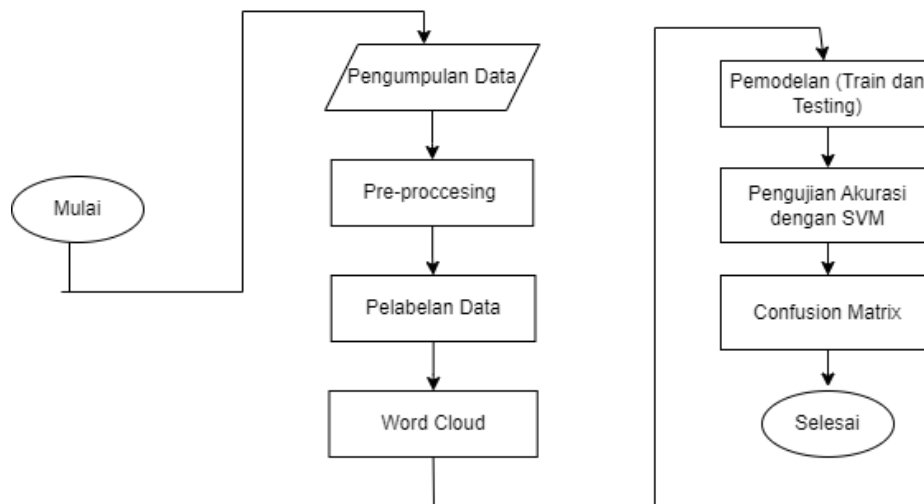 Mulai
Pengumpulan Data
Pre-proccesing
Pelabelan Data
Word Cloud
Pemodelan (Train dan
Testing)
Pengujian Akurasi
dengan SVM
Confusion Matrix
Selesai